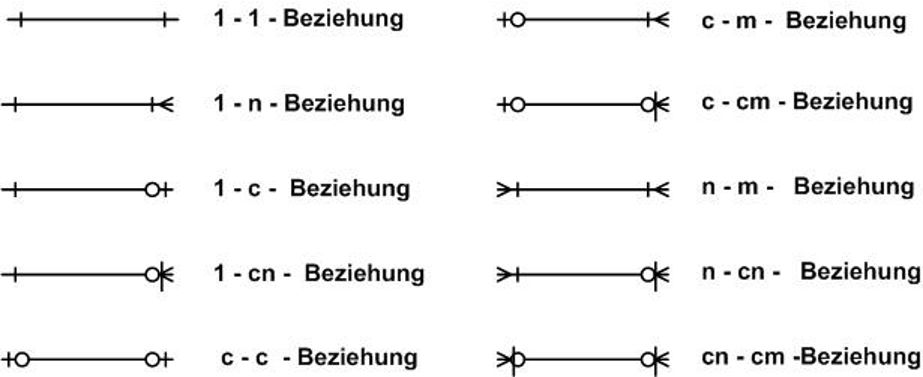 1 - 1 - Beziehung
1 - n - Beziehung
1 - c - Beziehung
1 - cn - Beziehung
c - c - Beziehung
c - m - Beziehung
c - cm - Beziehung
n - m - Beziehung
n - cn - Beziehung
cn - cm -Beziehung